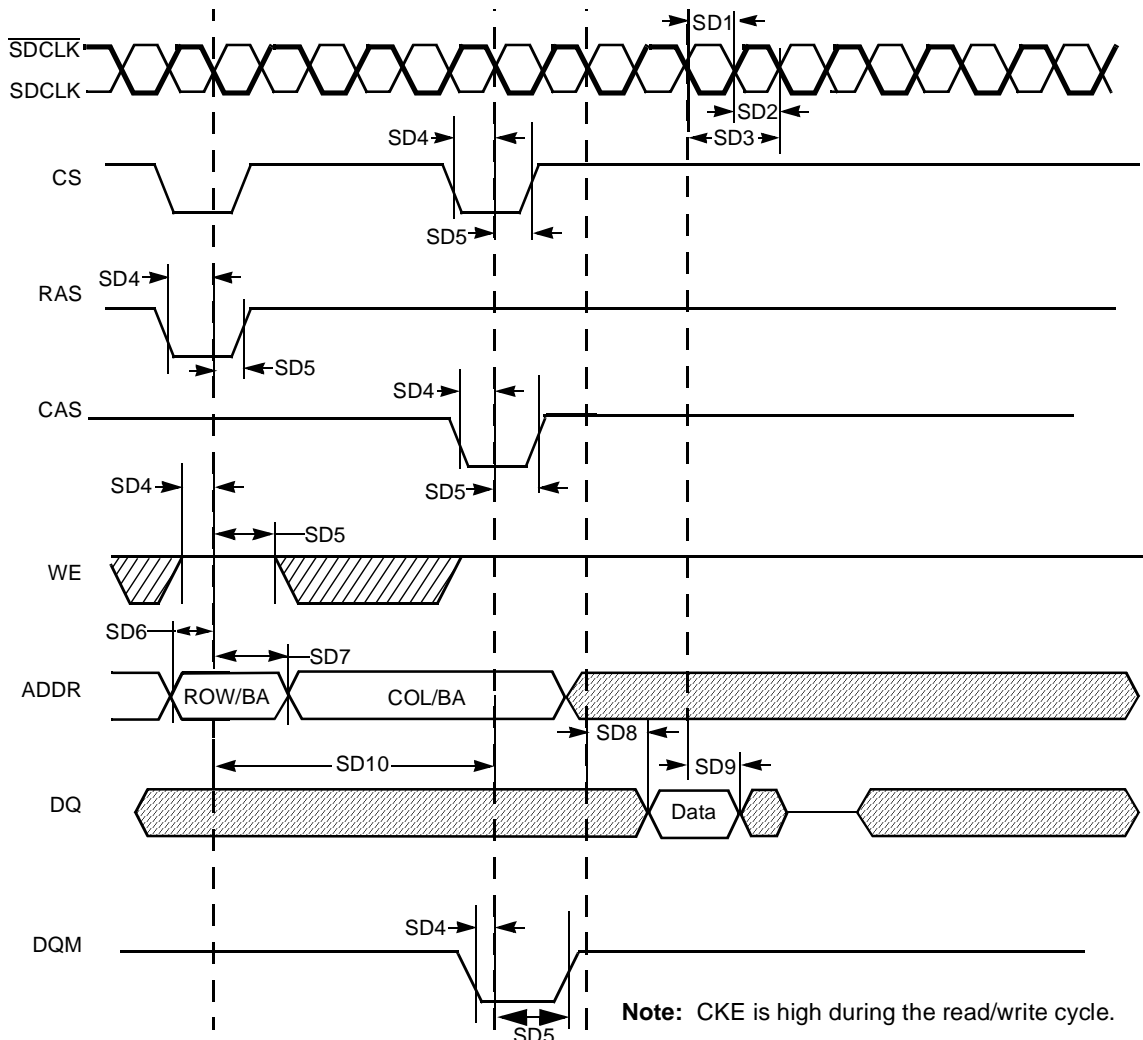 SD1
SDCLK
SDCLK
SD2
SD4
SD3
CS
SD5
SD4
RAS
SD5
SD4
CAS
SD4
SD5
SD5
WE
SD6
SD7
ADDR
ROW/BA
COL/BA
SD8
SD10
SD9
DQ
Data
SD4
DQM
Note: CKE is high during the read/write cycle.
SD5